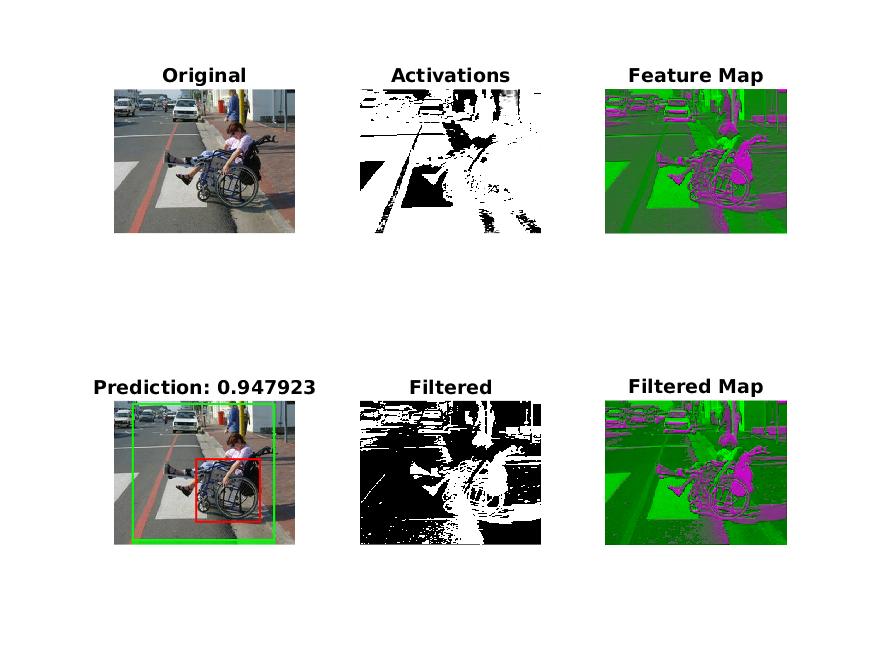 Original
Activations
Feature Map
Prediction: 0.947923
Filtered
Filtered Map